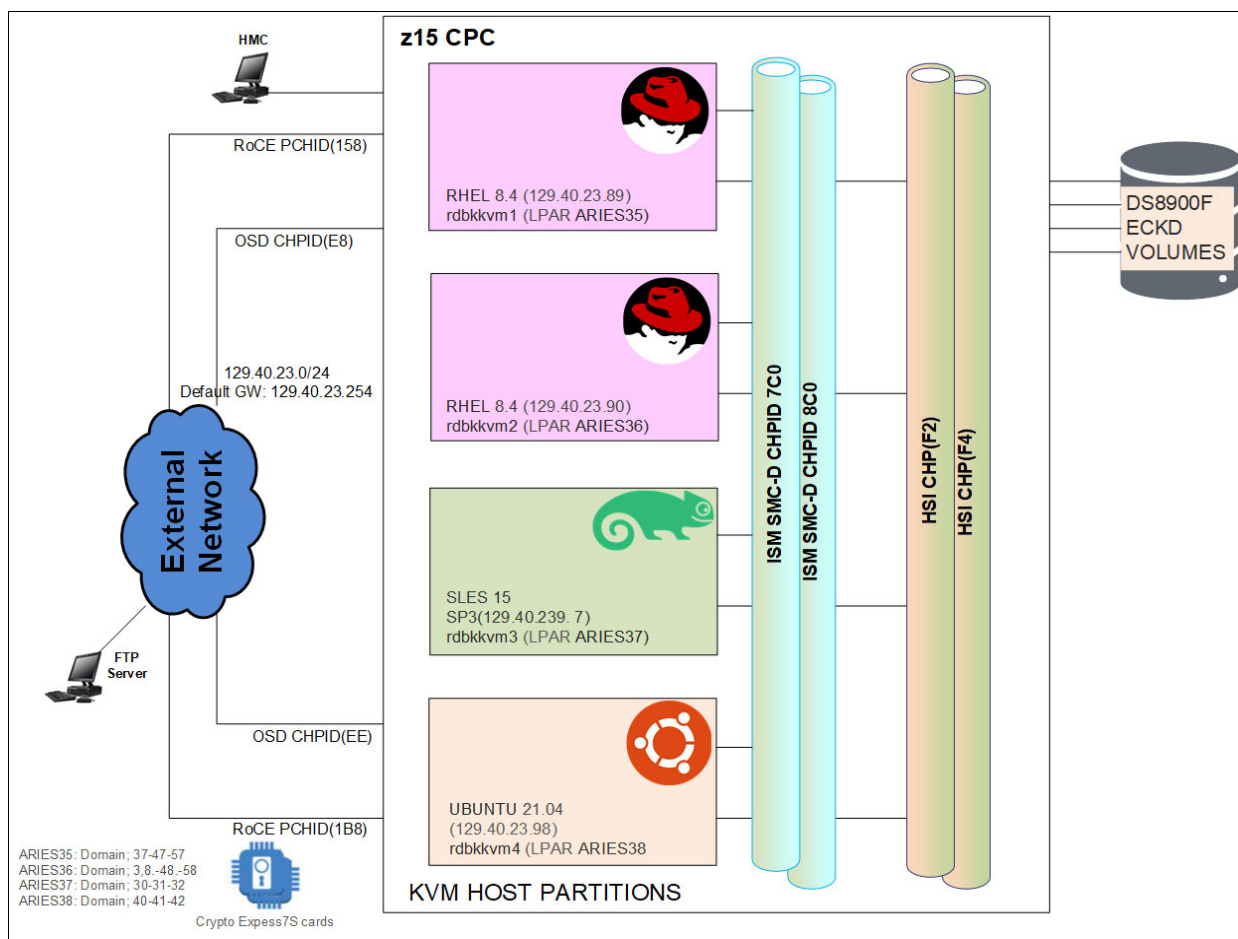 z15 CPC
HMC
RoCE PCHID(158)
OSD CHPID(E8)
129.40.23.0/24
Default GW: 129.40.23.254
External
Network
FTP
Server
OSD CHPID(EE)
RoCE PCHID(1B8)
RHEL 8.4 (129.40.23.89)
rdbkkvm1 (LPAR ARIES35)
RHEL 8.4 (129.40.23.90)
rdbkkvm2 (LPAR ARIES36)
SLES 15
SP3(129.40.239. 7)
rdbkkvm3 (LPAR ARIES37)
UBUNTU 21.04
(129.40.23.98)
rdbkkvm4 (LPAR ARIES38
KVM HOST PARTITIONS
ISM SMC-D CHPID 7C0
ISM SMC-D CHPID 8C0
HSI CHP(F2)
HSI CHP(F4)
DS8900F
ECKD
VOLUMES
ARIES35: Domain; 37-47-57
ARIES36: Domain; 3,8.-48.-58
ARIES37: Domain; 30-31-32
ARIES38: Domain; 40-41-42
Crypto Expess7S cards